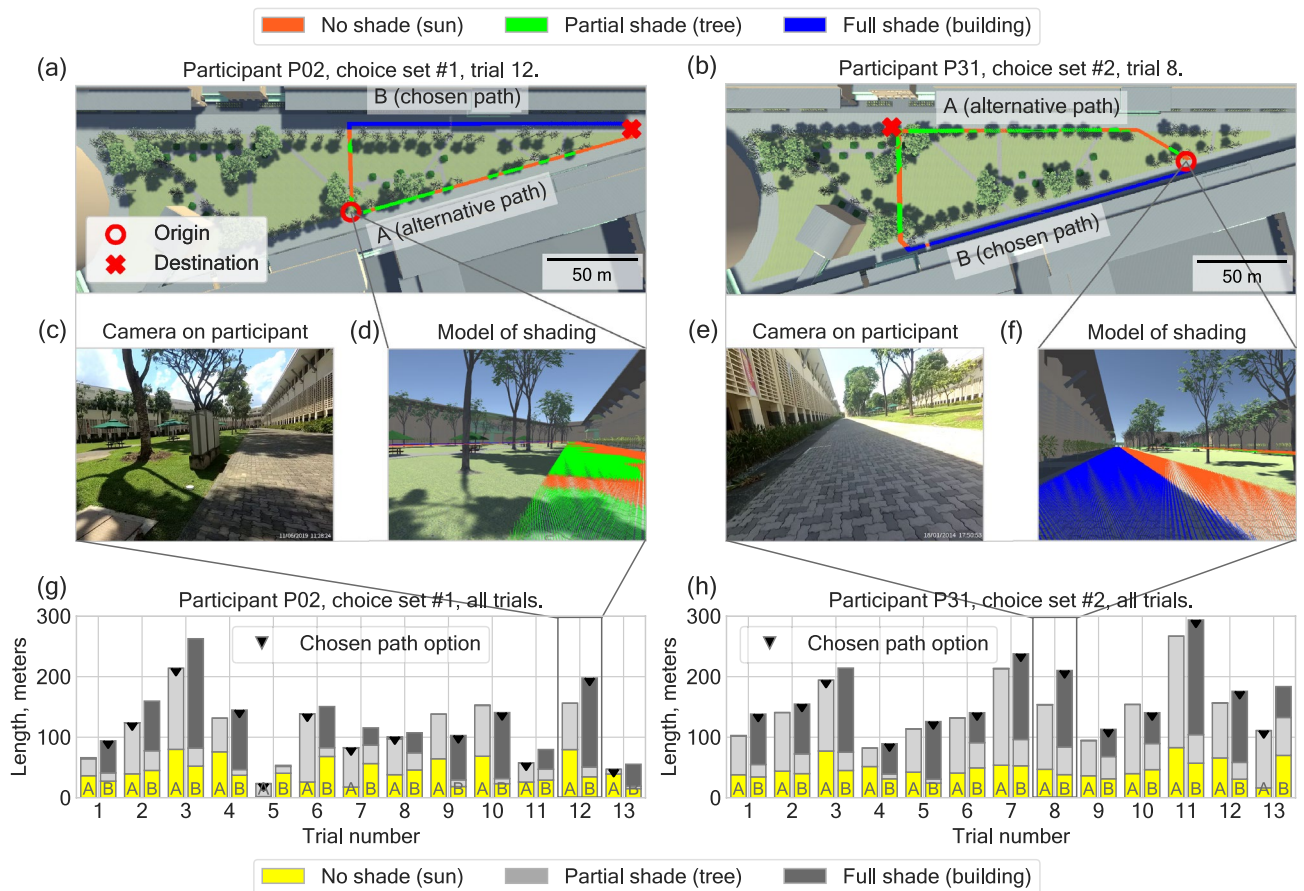 No shade (sun) Partial shade (tree) Full shade (building)
(a) Participant P02, choice set #1, trial 12.
B (chosen path)
A (alternative path)
Origin
Destination
50 m
(b) Participant P31, choice set #2, trial 8.
A (alternative path)
B (chosen path)
50 m
(c) Camera on participant
(d) Model of shading
(e) Camera on participant
(f) Model of shading
(g) Participant P02, choice set #1, all trials.
Chosen path option
Length, meters
300
200
100
0
A B A B A B A B A B A B A B A B A B A B A B A B A B
1 2 3 4 5 6 7 8 9 10 11 12 13
Trial number
(h) Participant P31, choice set #2, all trials.
Chosen path option
Length, meters
300
200
100
0
A B A B A B A B A B A B A B A B A B A B A B A B A B
1 2 3 4 5 6 7 8 9 10 11 12 13
Trial number
No shade (sun) Partial shade (tree) Full shade (building)